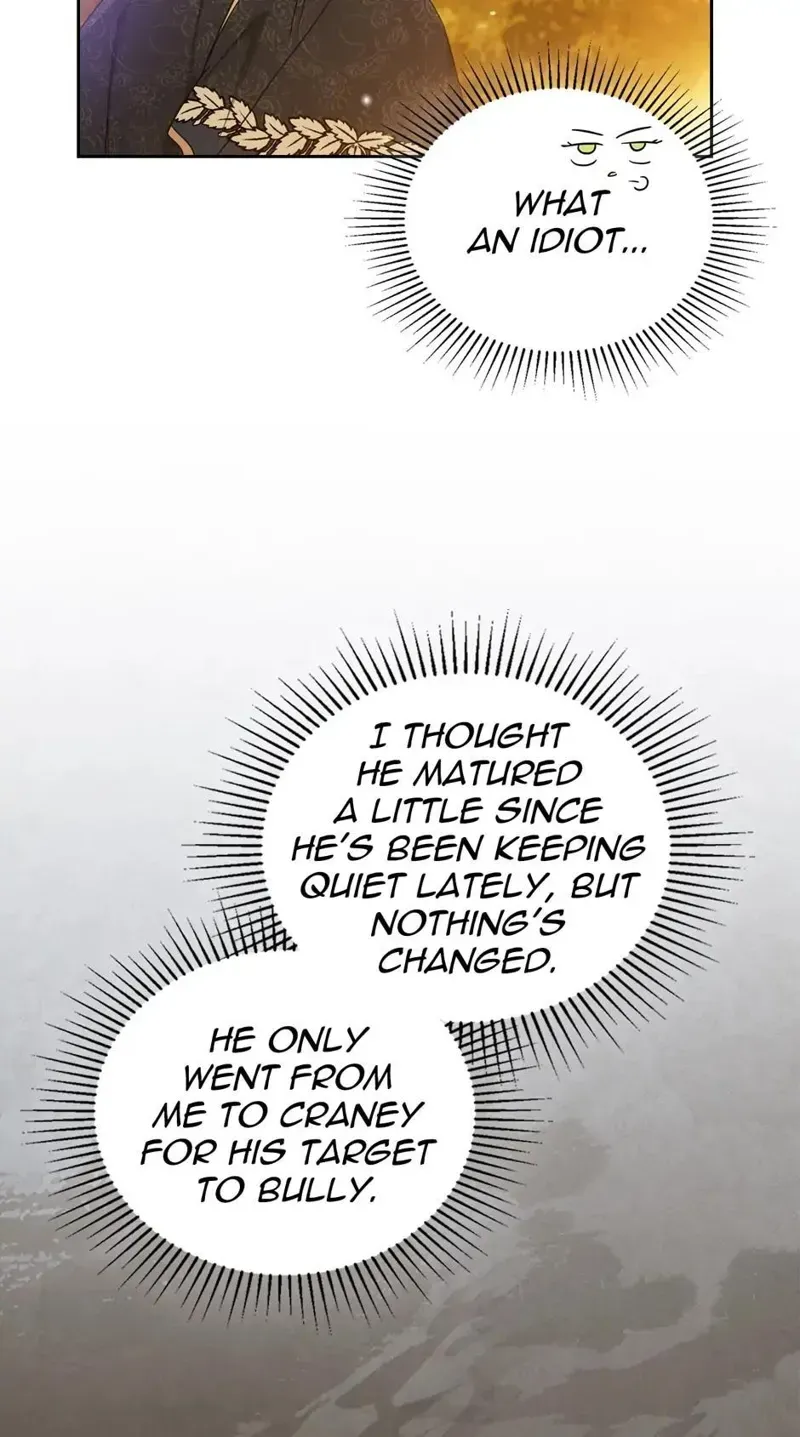 WHAT
AN IDIOT...
I THOUGHT
HE MATURED
A LITTLE SINCE
HE'S BEEN KEEPING
QUIET LATELY, BUT
NOTHING'S
CHANGED.
HE ONLY
WENT FROM
ME TO CRANEY
FOR HIS TARGET
TO BULLY.